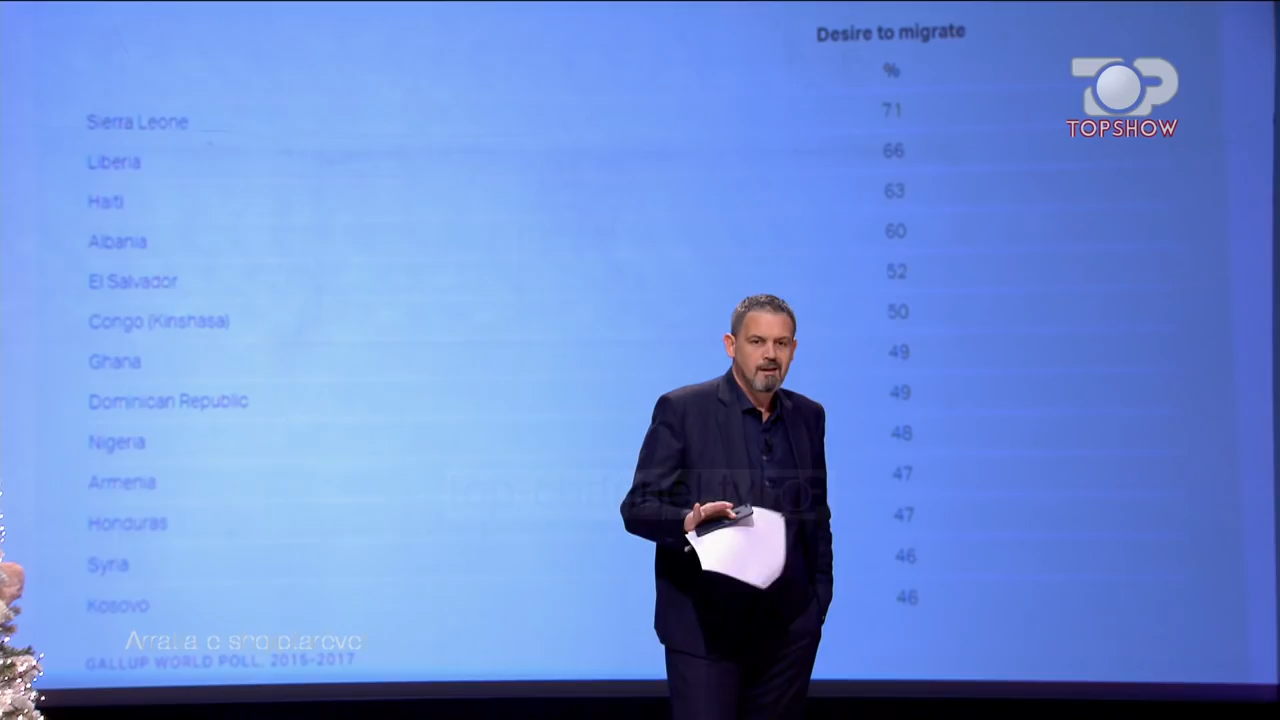 Desire to migrate
%
Sierra Leone 71
Liberia 66
Haiti 63
Albania 60
El Salvador 52
Congo (Kinshasa) 50
Ghana 49
Dominican Republic 49
Nigeria 48
Armenia 47
Honduras 47
Syria 46
Kosovo 46
GALLUP WORLD POLL, 2015-2017
TOP
TOPSHOW